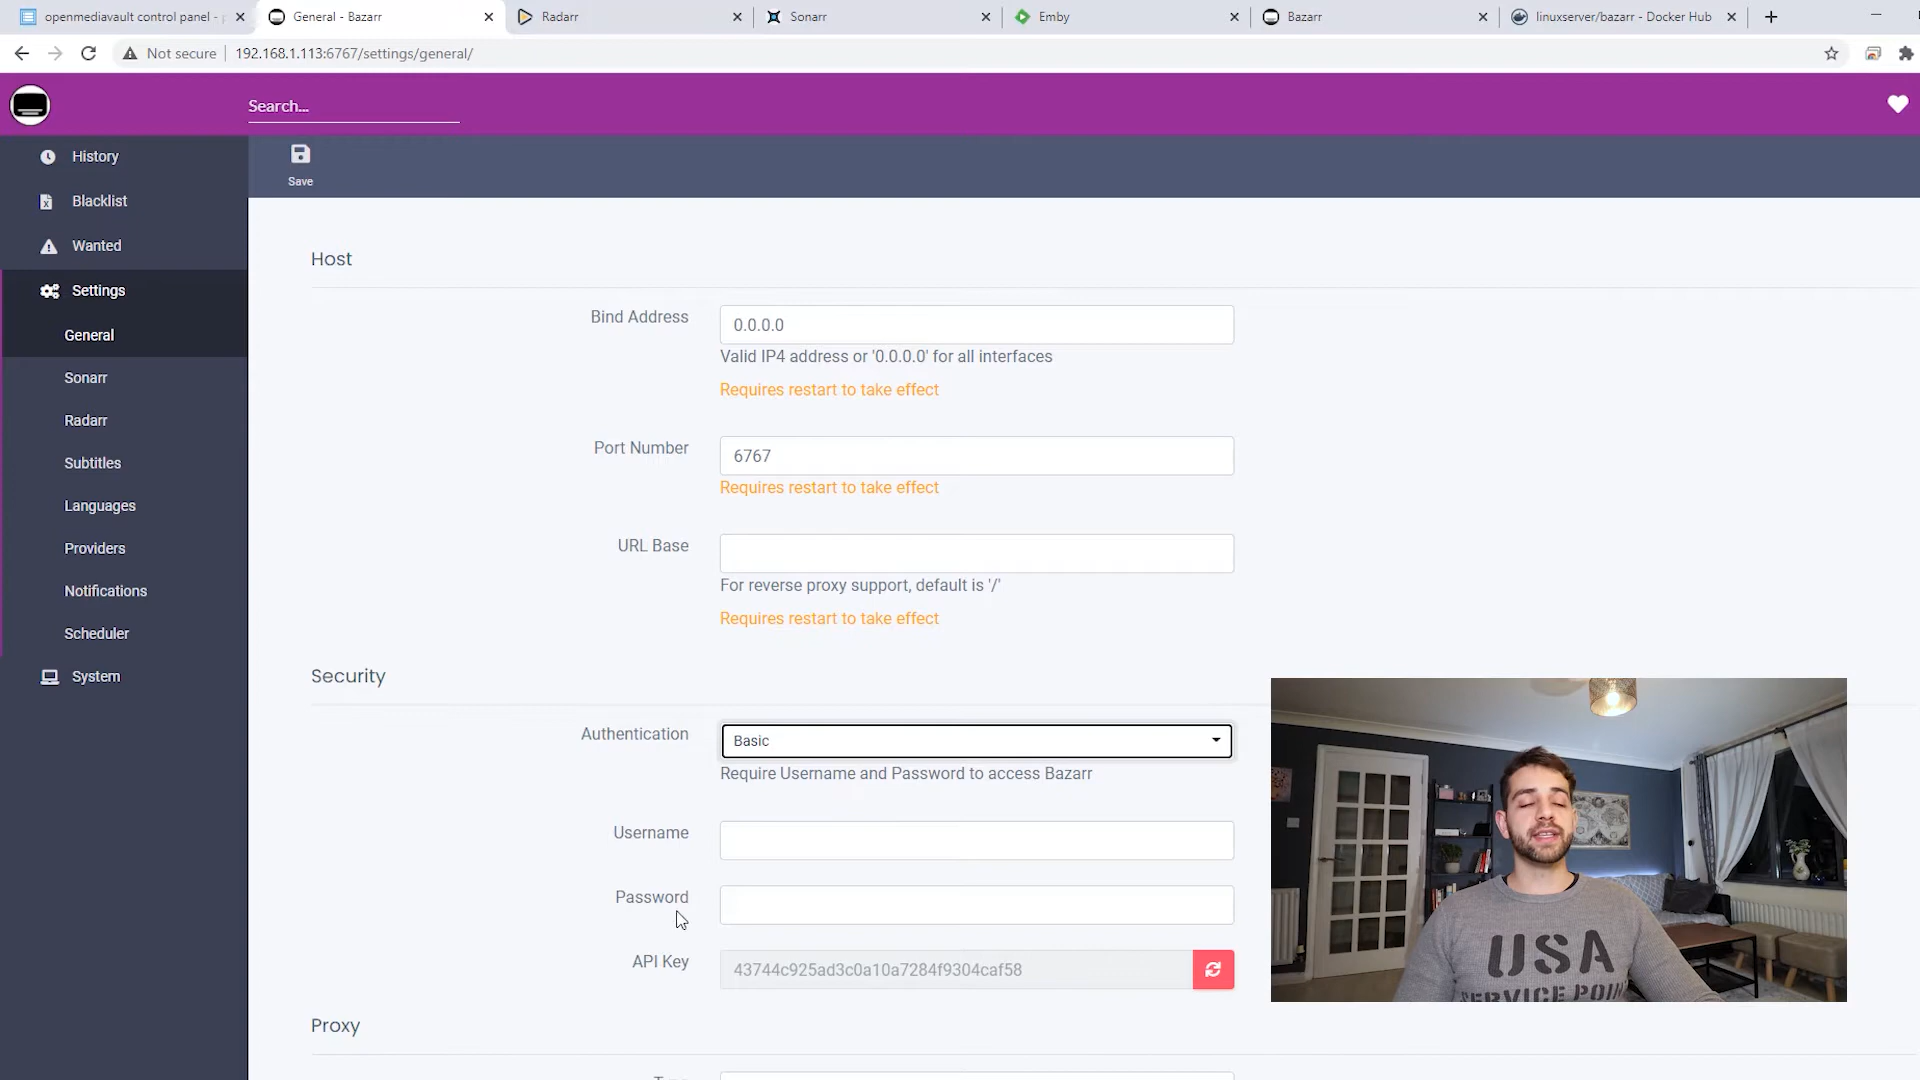 openmediavault control panel -
General - Bazarr
Radarr
Sonarr
Emby
Bazarr
linuxserver/bazarr - Docker Hub
Not secure
192.168.1.113:6767/settings/general/
Search...
History
Blacklist
Wanted
Settings
General
Sonarr
Radarr
Subtitles
Languages
Providers
Notifications
Scheduler
System
Save
Host
Bind Address
0.0.0.0
Valid IP4 address or '0.0.0.0' for all interfaces
Requires restart to take effect
Port Number
6767
Requires restart to take effect
URL Base
For reverse proxy support, default is '/'
Requires restart to take effect
Security
Authentication
Basic
Require Username and Password to access Bazarr
Username
Password
API Key
43744c925ad3c0a10a7284f9304caf58
Proxy
USA
SERVICE POIN